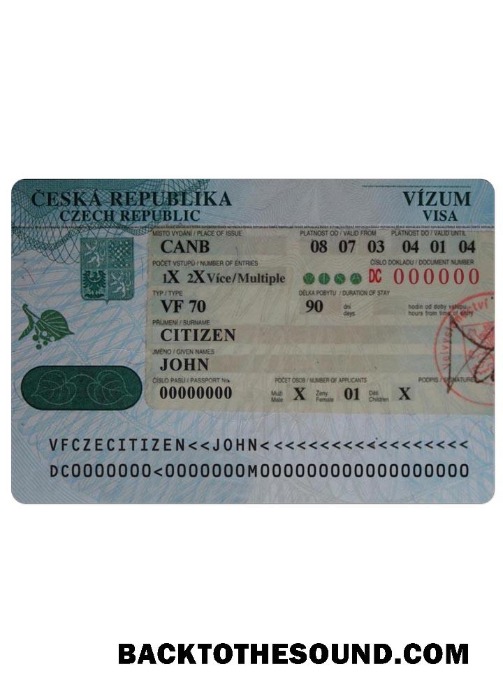 ČESKÁ REPUBLIKA VÍZUM
CZECH REPUBLIC VISA
MÍSTO VYDÁNÍ / PLACE OF ISSUE PLATNOST OD / VALID FROM PLATNOST DO / VALID UNTIL
CANB 08 07 03 04 01 04
POČET VSTUPŮ / NUMBER OF ENTRIES ČÍSLO DOKLADU / DOCUMENT NUMBER
1X 2X Více/Multiple DC 000000
TYP / TYPE DÉLKA POBYTU / DURATION OF STAY
VF 70 90 dní hodin od doby
days hours from time of entry
PŘÍJMENÍ / SURNAME
CITIZEN
JMÉNO / GIVEN NAMES
JOHN
ČÍSLO PASU / PASSPORT No POČET OSOB / NUMBER OF APPLICANTS PODPIS / SIGNATURE
00000000 Muži Male X Ženy Female 01 Děti Children X
VFCZECITIZEN<<JOHN<<<<<<<<<<<<<<<<<<
DC0000000<0000000M000000000000000000
BACKTOTHESOUND.COM